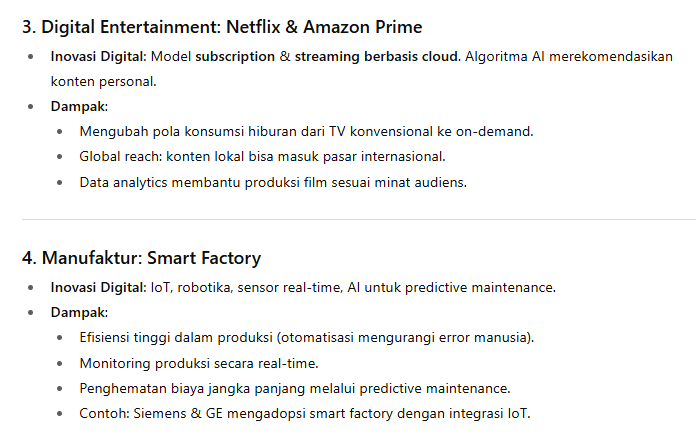 3. Digital Entertainment: Netflix & Amazon Prime
• Inovasi Digital: Model subscription & streaming berbasis cloud. Algoritma AI merekomendasikan
konten personal.
• Dampak:
• Mengubah pola konsumsi hiburan dari TV konvensional ke on-demand.
• Global reach: konten lokal bisa masuk pasar internasional.
• Data analytics membantu produksi film sesuai minat audiens.
4. Manufaktur: Smart Factory
• Inovasi Digital: IoT, robotika, sensor real-time, AI untuk predictive maintenance.
• Dampak:
• Efisiensi tinggi dalam produksi (otomatisasi mengurangi error manusia).
• Monitoring produksi secara real-time.
• Penghematan biaya jangka panjang melalui predictive maintenance.
• Contoh: Siemens & GE mengadopsi smart factory dengan integrasi IoT.